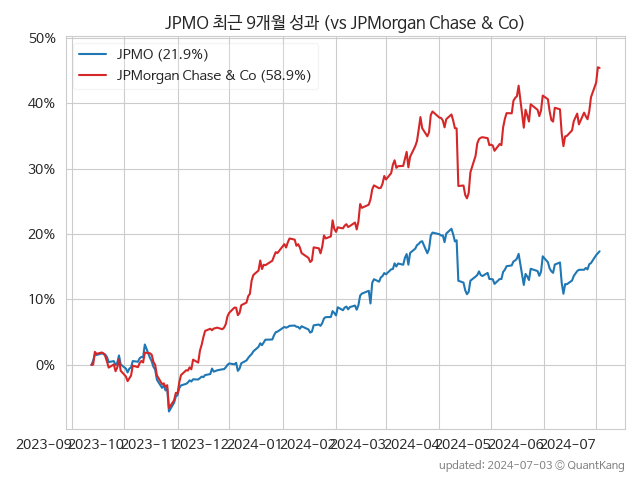 JPMO 최근 9개월 성과 (vs JPMorgan Chase & Co)
50%
JPMO (21.9%)
JPMorgan Chase & Co (58.9%)
40%
30%
20%
10%
0%
2023-09 2023-10 2023-11 2023-12 2024-01 2024-02 2024-03 2024-04 2024-05 2024-06 2024-07
updated: 2024-07-03 © QuantKang